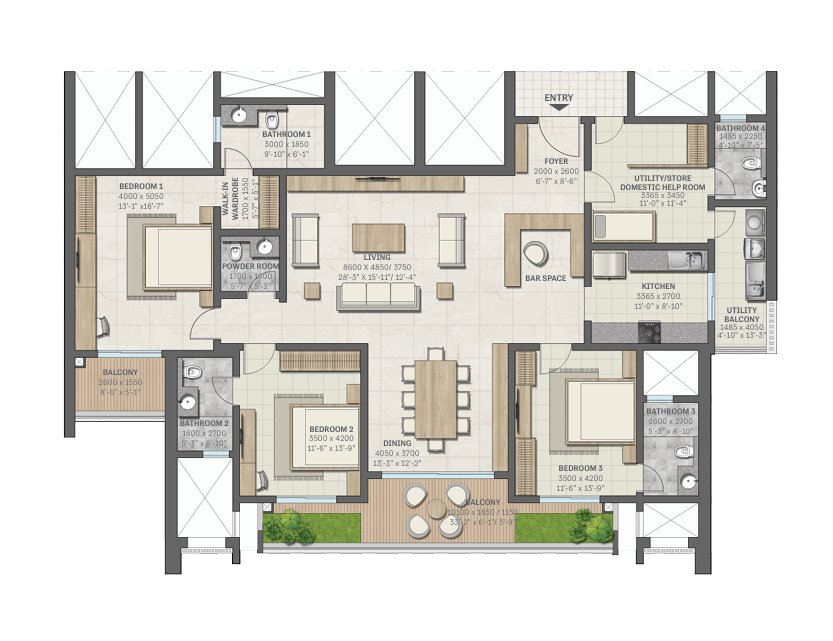 ENTRY
BATHROOM 1
3000 x 1850
9'-10" x 6'-1"
BATHROOM 4
1485 x 2250
4'-10" x 7'-5"
FOYER
2000 x 2600
6'-7" x 8'-6"
UTILITY/STORE
DOMESTIC HELP ROOM
3365 x 3450
11'-0" x 11'-4"
BEDROOM 1
4000 x 5050
13'-1" x16'-7"
WALK-IN
WARDROBE
1700 x 1550
5'-7" x 5'-1"
POWDER ROOM
1700 x 1600
5'-7" x 5'-3"
LIVING
8600 X 4850/ 3750
28'-3" X 15'-11"/ 12'-4"
BAR SPACE
KITCHEN
3365 x 2700
11'-0" x 8'-10"
UTILITY
BALCONY
1485 x 4050
4'-10" x 13'-3"
BALCONY
2600 x 1550
8'-6" x 5'-1"
BATHROOM 2
1600 x 2700
5'-3" x 8'-10"
BEDROOM 2
3500 x 4200
11'-6" x 13'-9"
DINING
4050 x 3700
13'-3" x 12'-2"
BEDROOM 3
3500 x 4200
11'-6" x 13'-9"
BATHROOM 3
1600 x 2700
5'-3" x 8'-10"
BALCONY
10100 x 1850 / 1150
33'-2" x 6'-1"/ 3'-9"